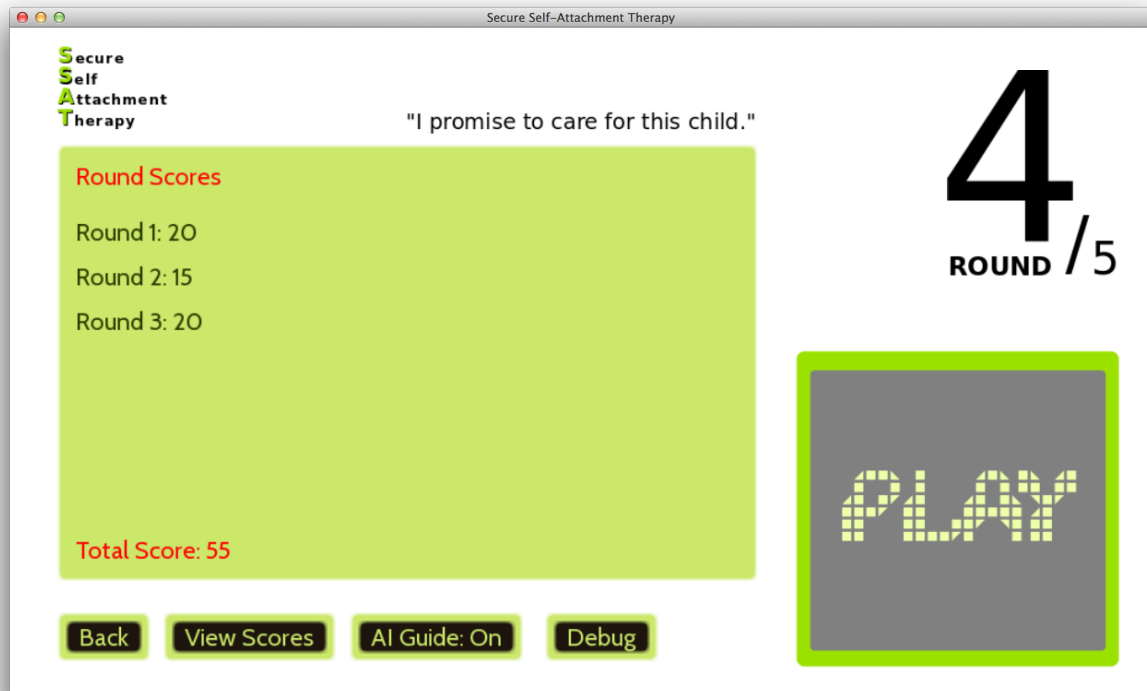 Secure Self-Attachment Therapy
Secure
Self
Attachment
Therapy
"I promise to care for this child."
Round Scores
Round 1: 20
Round 2: 15
Round 3: 20
Total Score: 55
4
ROUND /5
PLAY
Back
View Scores
AI Guide: On
Debug